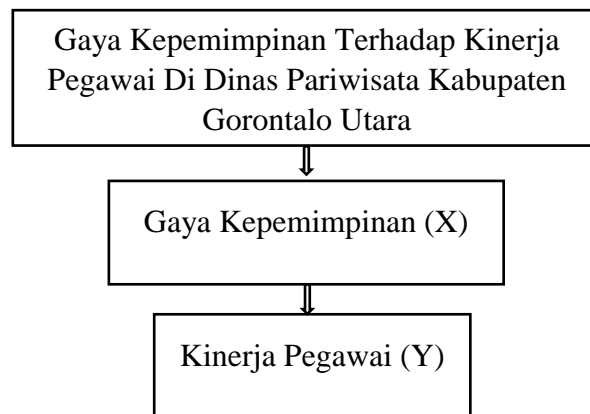 Gaya Kepemimpinan Terhadap Kinerja
Pegawai Di Dinas Pariwisata Kabupaten
Gorontalo Utara
Gaya Kepemimpinan (X)
Kinerja Pegawai (Y)